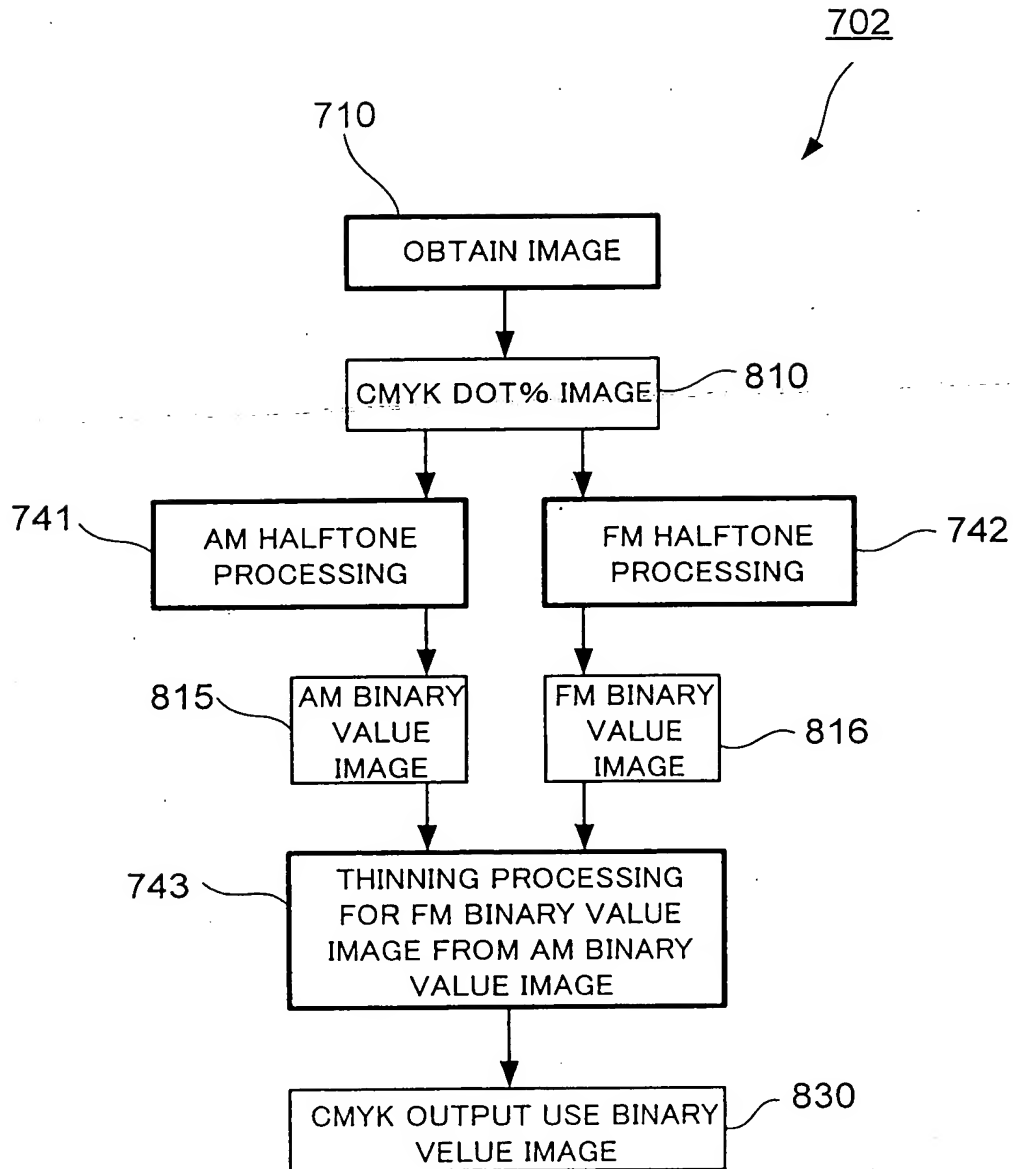 702
710
OBTAIN IMAGE
CMYK DOT% IMAGE
810
741
AM HALFTONE
PROCESSING
FM HALFTONE
PROCESSING
742
815
AM BINARY
VALUE
IMAGE
FM BINARY
VALUE
IMAGE
816
743
THINNING PROCESSING
FOR FM BINARY VALUE
IMAGE FROM AM BINARY
VALUE IMAGE
CMYK OUTPUT USE BINARY
VELUE IMAGE
830